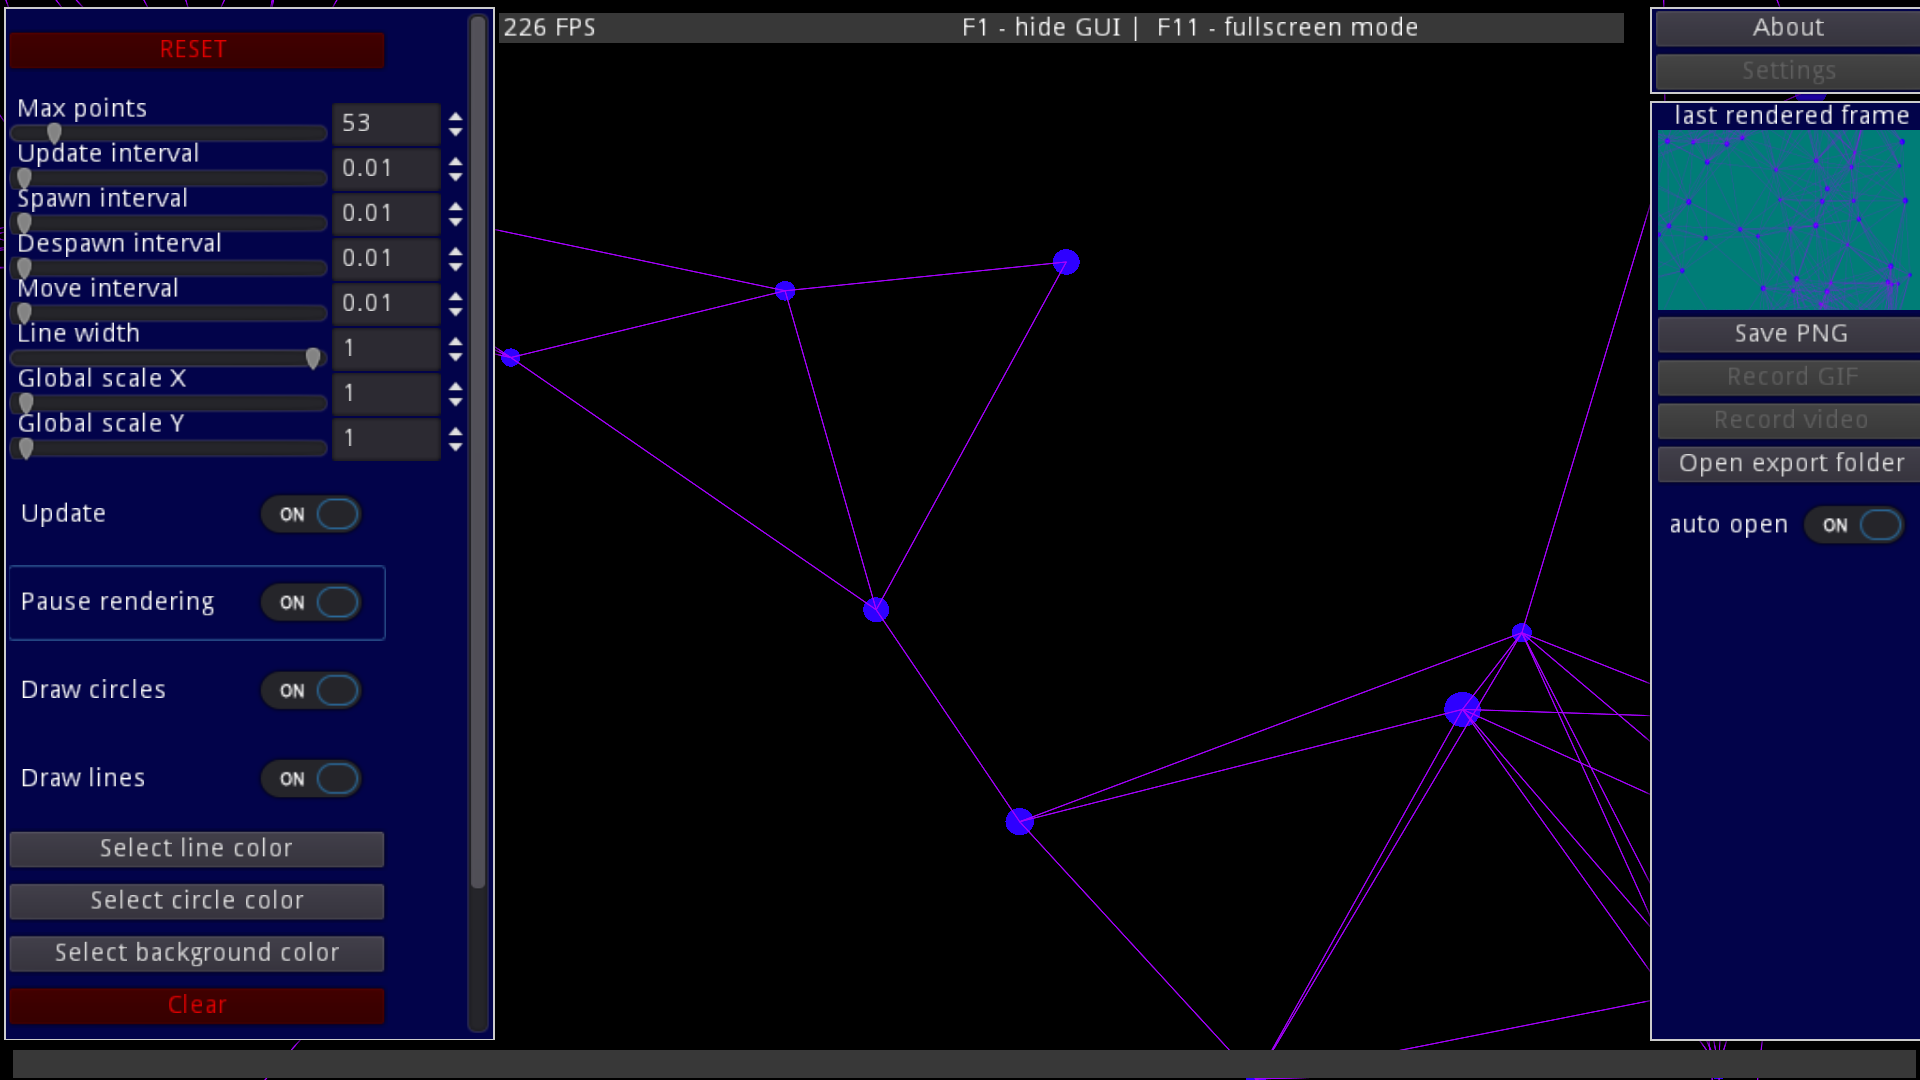 226 FPS
F1 - hide GUI | F11 - fullscreen mode
RESET
Max points
53
Update interval
0.01
Spawn interval
0.01
Despawn interval
0.01
Move interval
0.01
Line width
1
Global scale X
1
Global scale Y
1
Update
ON
Pause rendering
ON
Draw circles
ON
Draw lines
ON
Select line color
Select circle color
Select background color
Clear
About
Settings
last rendered frame
Save PNG
Record GIF
Record video
Open export folder
auto open
ON